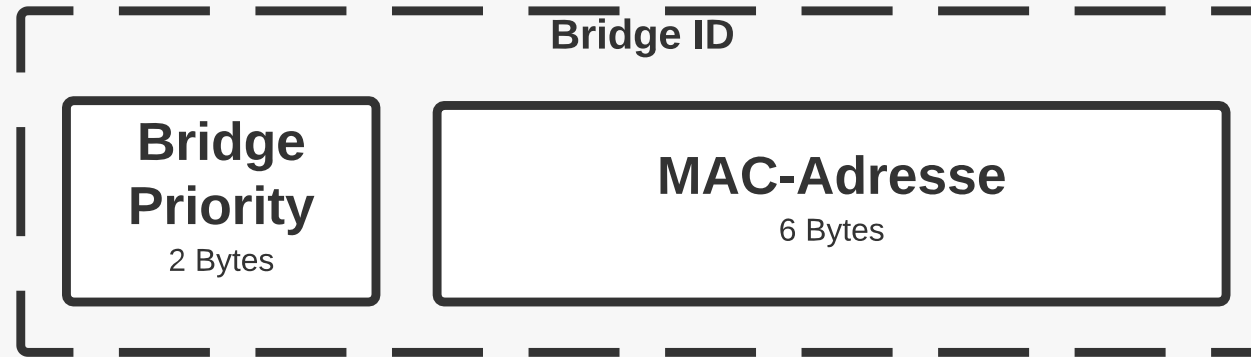 Bridge ID
Bridge
Priority
2 Bytes
MAC-Adresse
6 Bytes